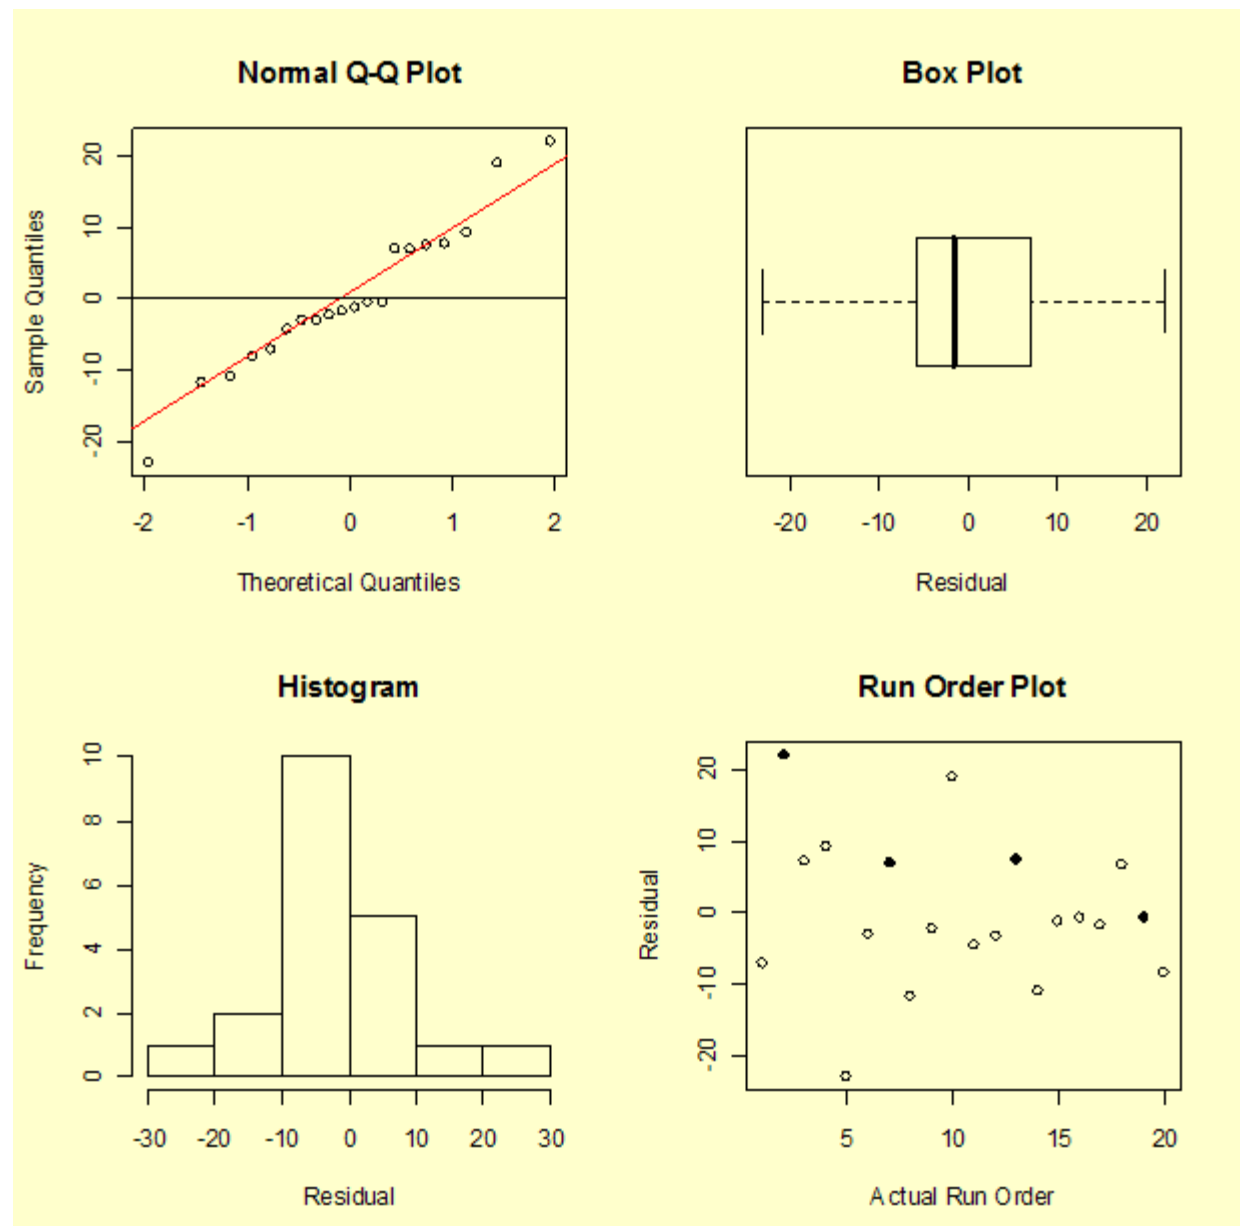 Normal Q-Q Plot
Sample Quantiles
20
10
0
-10
-20
-2 -1 0 1 2
Theoretical Quantiles
Box Plot
-20 -10 0 10 20
Residual
Histogram
Frequency
10
8
6
4
2
0
-30 -20 -10 0 10 20 30
Residual
Run Order Plot
Residual
20
10
0
-10
-20
5 10 15 20
Actual Run Order